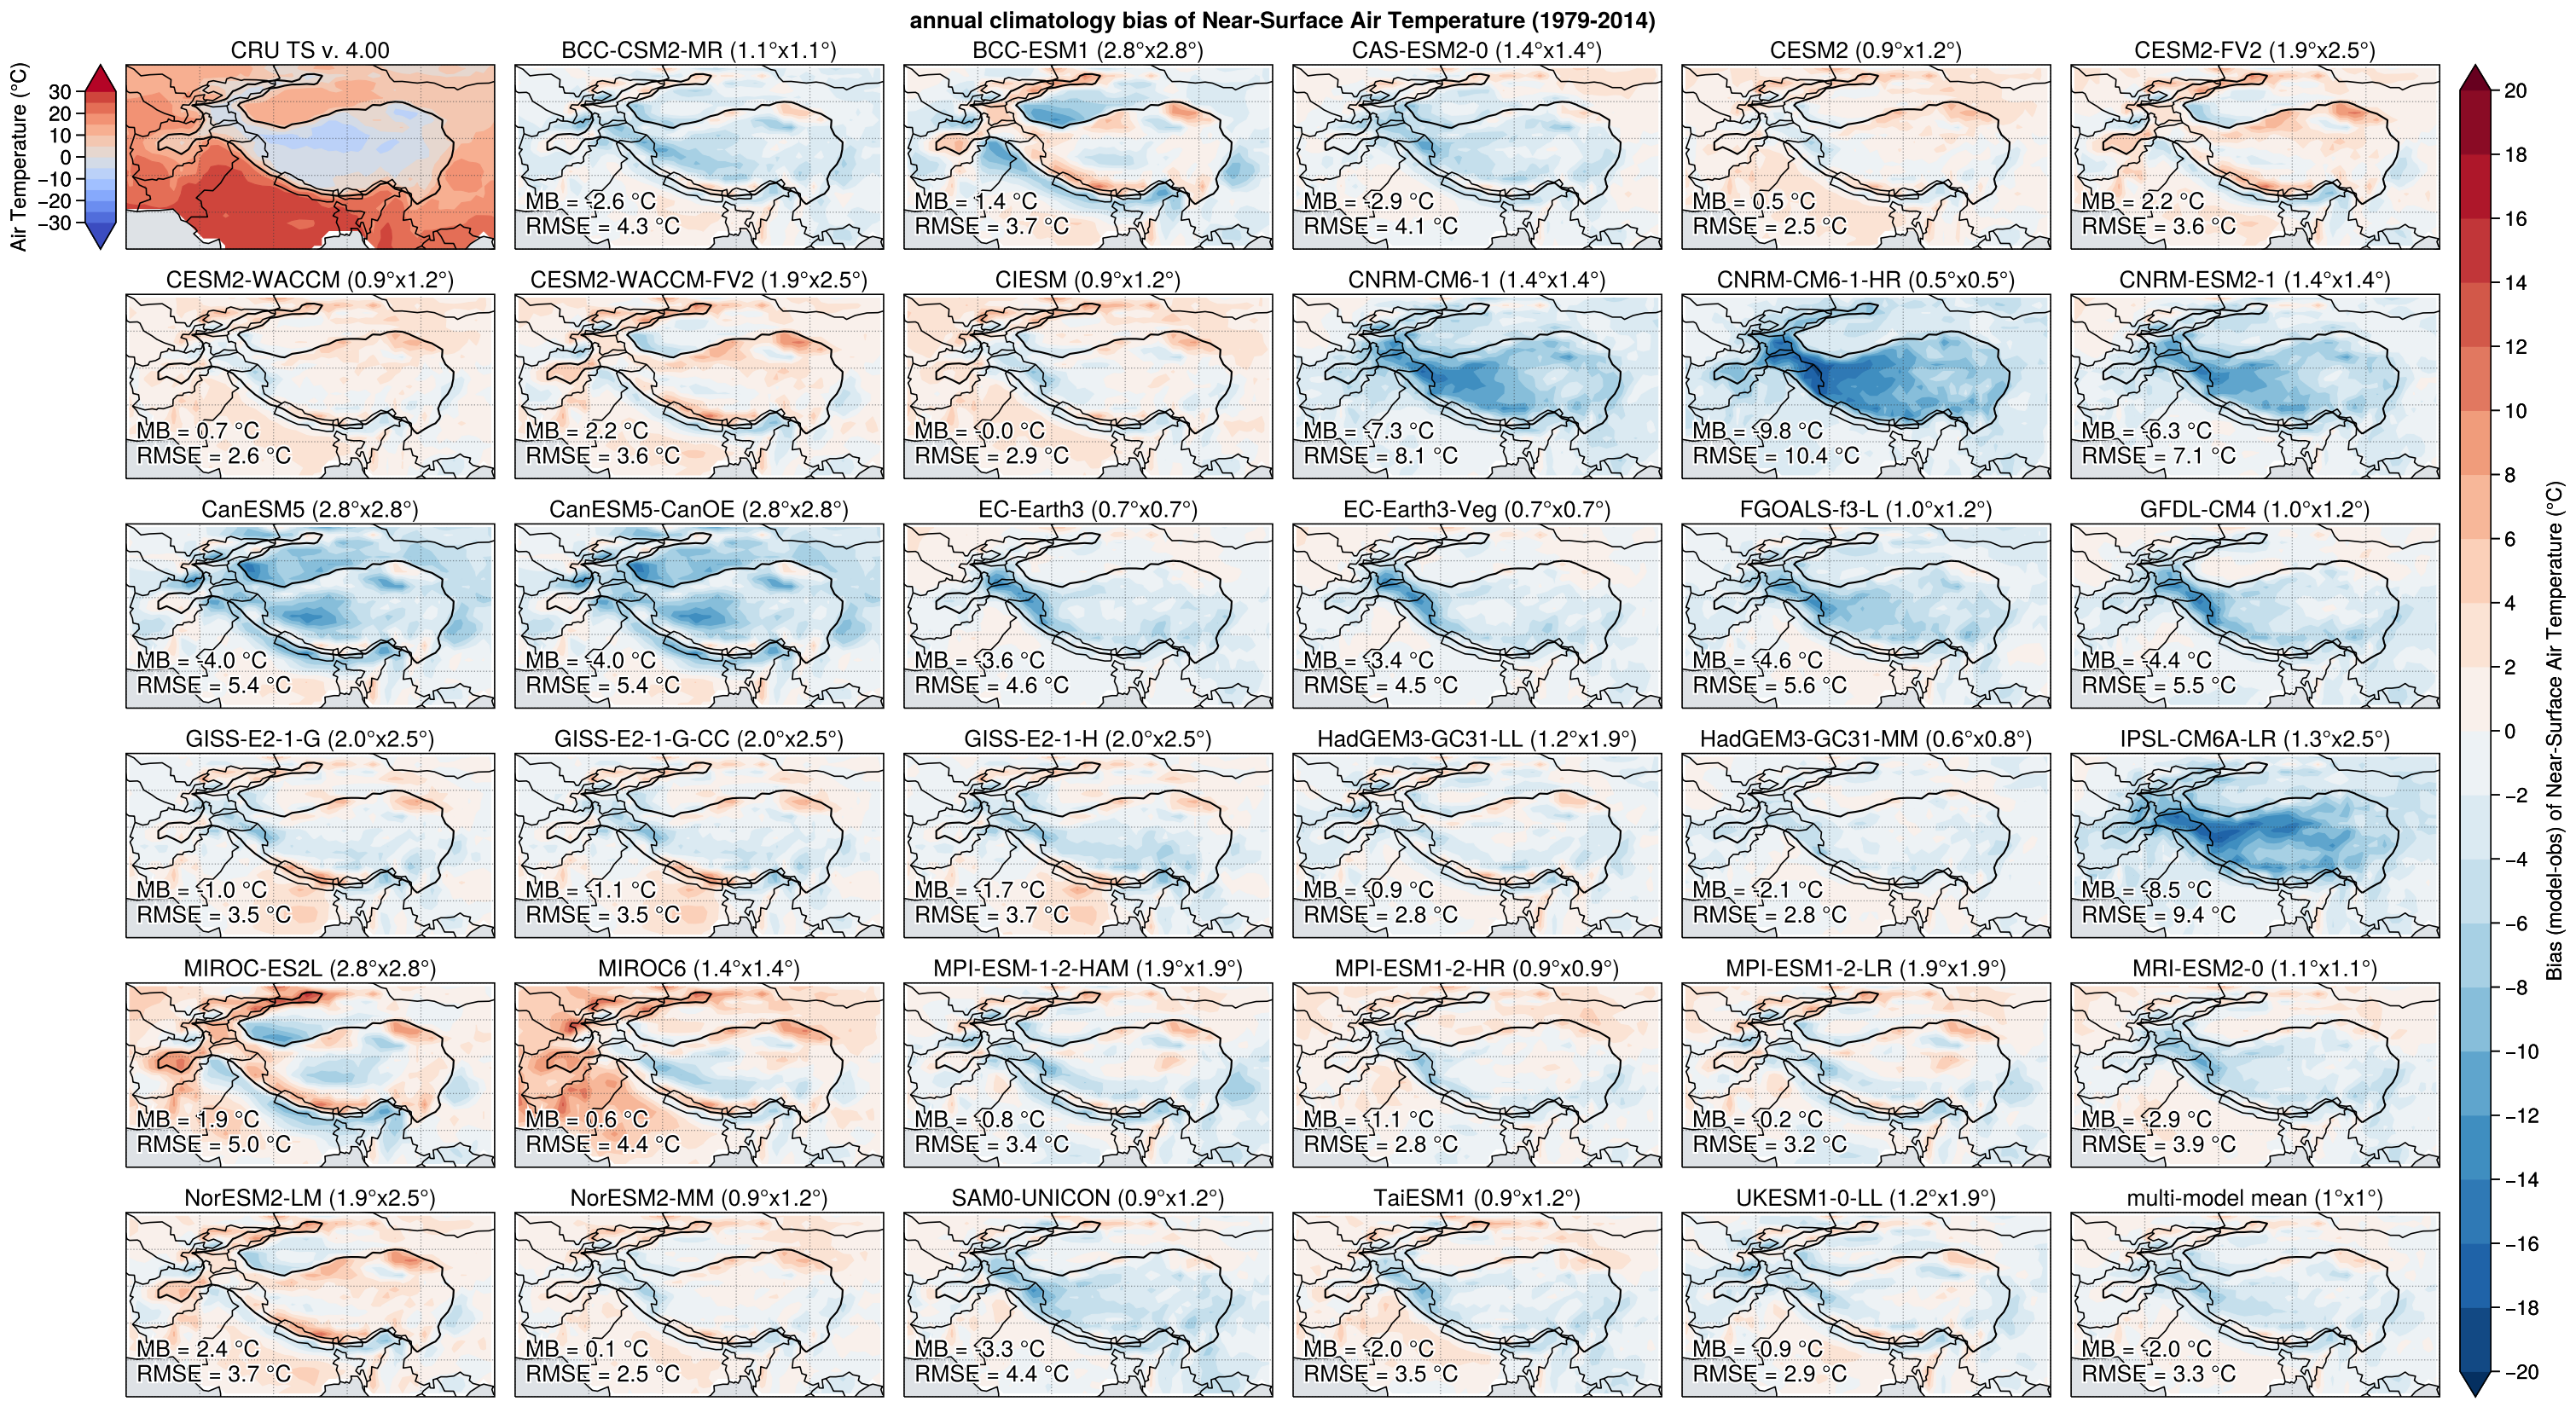 annual climatology bias of Near-Surface Air Temperature (1979-2014)
CRU TS v. 4.00
BCC-CSM2-MR (1.1°x1.1°)
BCC-ESM1 (2.8°x2.8°)
CAS-ESM2-0 (1.4°x1.4°)
CESM2 (0.9°x1.2°)
CESM2-FV2 (1.9°x2.5°)
Air Temperature (°C)
30
20
10
0
−10
−20
−30
MB = -2.6 °C
RMSE = 4.3 °C
MB = 1.4 °C
RMSE = 3.7 °C
MB = -2.9 °C
RMSE = 4.1 °C
MB = 0.5 °C
RMSE = 2.5 °C
MB = 2.2 °C
RMSE = 3.6 °C
CESM2-WACCM (0.9°x1.2°)
CESM2-WACCM-FV2 (1.9°x2.5°)
CIESM (0.9°x1.2°)
CNRM-CM6-1 (1.4°x1.4°)
CNRM-CM6-1-HR (0.5°x0.5°)
CNRM-ESM2-1 (1.4°x1.4°)
MB = 0.7 °C
RMSE = 2.6 °C
MB = 2.2 °C
RMSE = 3.6 °C
MB = -0.0 °C
RMSE = 2.9 °C
MB = -7.3 °C
RMSE = 8.1 °C
MB = -9.8 °C
RMSE = 10.4 °C
MB = -6.3 °C
RMSE = 7.1 °C
CanESM5 (2.8°x2.8°)
CanESM5-CanOE (2.8°x2.8°)
EC-Earth3 (0.7°x0.7°)
EC-Earth3-Veg (0.7°x0.7°)
FGOALS-f3-L (1.0°x1.2°)
GFDL-CM4 (1.0°x1.2°)
MB = -4.0 °C
RMSE = 5.4 °C
MB = -4.0 °C
RMSE = 5.4 °C
MB = -3.6 °C
RMSE = 4.6 °C
MB = -3.4 °C
RMSE = 4.5 °C
MB = -4.6 °C
RMSE = 5.6 °C
MB = -4.4 °C
RMSE = 5.5 °C
GISS-E2-1-G (2.0°x2.5°)
GISS-E2-1-G-CC (2.0°x2.5°)
GISS-E2-1-H (2.0°x2.5°)
HadGEM3-GC31-LL (1.2°x1.9°)
HadGEM3-GC31-MM (0.6°x0.8°)
IPSL-CM6A-LR (1.3°x2.5°)
MB = -1.0 °C
RMSE = 3.5 °C
MB = -1.1 °C
RMSE = 3.5 °C
MB = -1.7 °C
RMSE = 3.7 °C
MB = -0.9 °C
RMSE = 2.8 °C
MB = -2.1 °C
RMSE = 2.8 °C
MB = -8.5 °C
RMSE = 9.4 °C
MIROC-ES2L (2.8°x2.8°)
MIROC6 (1.4°x1.4°)
MPI-ESM-1-2-HAM (1.9°x1.9°)
MPI-ESM1-2-HR (0.9°x0.9°)
MPI-ESM1-2-LR (1.9°x1.9°)
MRI-ESM2-0 (1.1°x1.1°)
MB = 1.9 °C
RMSE = 5.0 °C
MB = 0.6 °C
RMSE = 4.4 °C
MB = -0.8 °C
RMSE = 3.4 °C
MB = -1.1 °C
RMSE = 2.8 °C
MB = -0.2 °C
RMSE = 3.2 °C
MB = -2.9 °C
RMSE = 3.9 °C
NorESM2-LM (1.9°x2.5°)
NorESM2-MM (0.9°x1.2°)
SAM0-UNICON (0.9°x1.2°)
TaiESM1 (0.9°x1.2°)
UKESM1-0-LL (1.2°x1.9°)
multi-model mean (1°x1°)
MB = 2.4 °C
RMSE = 3.7 °C
MB = 0.1 °C
RMSE = 2.5 °C
MB = -3.3 °C
RMSE = 4.4 °C
MB = -2.0 °C
RMSE = 3.5 °C
MB = -0.9 °C
RMSE = 2.9 °C
MB = -2.0 °C
RMSE = 3.3 °C
20
18
16
14
12
10
8
6
4
2
0
−2
−4
−6
−8
−10
−12
−14
−16
−18
−20
Bias (model-obs) of Near-Surface Air Temperature (°C)